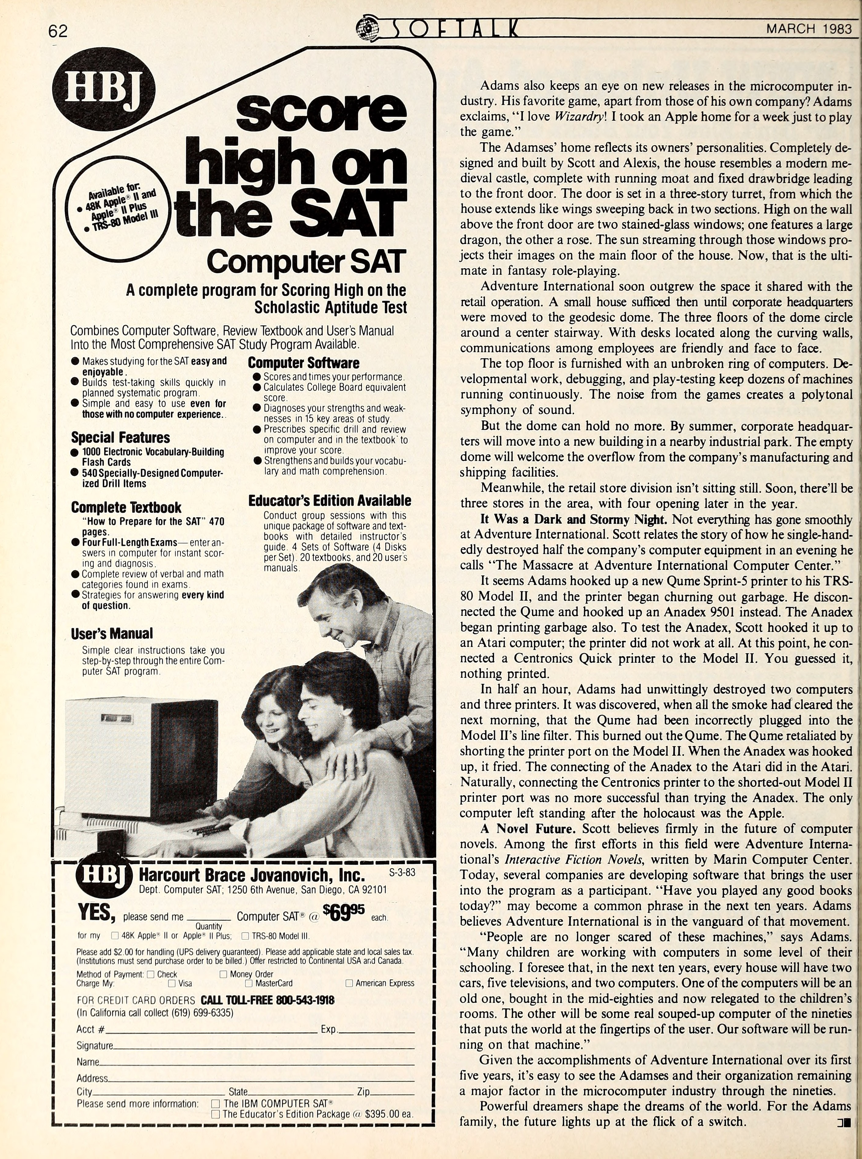 62
SOFTALK
MARCH 1983
HBJ
score
high on
the SAT
Available for:
• 48K Apple® II and
Apple® II Plus
• TRS-80 Model III
Computer SAT
A complete program for Scoring High on the
Scholastic Aptitude Test
Combines Computer Software, Review Textbook and User's Manual
Into the Most Comprehensive SAT Study Program Available.
● Makes studying for the SAT easy and
enjoyable.
● Builds test-taking skills quickly in
planned systematic program.
● Simple and easy to use even for
those with no computer experience.
Special Features
● 1000 Electronic Vocabulary-Building
Flash Cards
● 540 Specially-Designed Computer-
ized Drill Items
Complete Textbook
"How to Prepare for the SAT" 470
pages.
● Four Full-Length Exams—enter an-
swers in computer for instant scor-
ing and diagnosis.
● Complete review of verbal and math
categories found in exams.
● Strategies for answering every kind
of question.
User's Manual
Simple clear instructions take you
step-by-step through the entire Com-
puter SAT program.
Computer Software
● Scores and times your performance.
● Calculates College Board equivalent
score.
● Diagnoses your strengths and weak-
nesses in 15 key areas of study.
● Prescribes specific drill and review
on computer and in the textbook to
improve your score.
● Strengthens and builds your vocabu-
lary and math comprehension.
Educator's Edition Available
Conduct group sessions with this
unique package of software and text-
books with detailed instructor's
guide. 4 Sets of Software (4 Disks
per Set). 20 textbooks, and 20 user's
manuals.
HBJ
Harcourt Brace Jovanovich, Inc. S-3-83
Dept. Computer SAT; 1250 6th Avenue, San Diego, CA 92101
YES, please send me ________ Computer SAT® @ $69.95 each.
Quantity
for my □ 48K Apple® II or Apple® II Plus; □ TRS-80 Model III.
Please add $2.00 for handling (UPS delivery guaranteed). Please add applicable state and local sales tax.
(Institutions must send purchase order to be billed.) Offer restricted to Continental USA and Canada.
Method of Payment: □ Check □ Money Order
Charge My: □ Visa □ MasterCard □ American Express
FOR CREDIT CARD ORDERS CALL TOLL-FREE 800-543-1918
(In California call collect (619) 699-6335)
Acct # Exp.
Signature
Name
Address
City State Zip
Please send more information: □ The IBM COMPUTER SAT®
□ The Educator's Edition Package @ $395.00 ea.
Adams also keeps an eye on new releases in the microcomputer in-
dustry. His favorite game, apart from those of his own company? Adams
exclaims, "I love Wizardry! I took an Apple home for a week just to play
the game."
The Adamses' home reflects its owners' personalities. Completely de-
signed and built by Scott and Alexis, the house resembles a modern me-
dieval castle, complete with running moat and fixed drawbridge leading
to the front door. The door is set in a three-story turret, from which the
house extends like wings sweeping back in two sections. High on the wall
above the front door are two stained-glass windows; one features a large
dragon, the other a rose. The sun streaming through those windows pro-
jects their images on the main floor of the house. Now, that is the ulti-
mate in fantasy role-playing.
Adventure International soon outgrew the space it shared with the
retail operation. A small house sufficed then until corporate headquarters
were moved to the geodesic dome. The three floors of the dome circle
around a center stairway. With desks located along the curving walls,
communications among employees are friendly and face to face.
The top floor is furnished with an unbroken ring of computers. De-
velopmental work, debugging, and play-testing keep dozens of machines
running continuously. The noise from the games creates a polytonal
symphony of sound.
But the dome can hold no more. By summer, corporate headquar-
ters will move into a new building in a nearby industrial park. The empty
dome will welcome the overflow from the company's manufacturing and
shipping facilities.
Meanwhile, the retail store division isn't sitting still. Soon, there'll be
three stores in the area, with four opening later in the year.
It Was a Dark and Stormy Night. Not everything has gone smoothly
at Adventure International. Scott relates the story of how he single-hand-
edly destroyed half the company's computer equipment in an evening he
calls "The Massacre at Adventure International Computer Center."
It seems Adams hooked up a new Qume Sprint-5 printer to his TRS-
80 Model II, and the printer began churning out garbage. He discon-
nected the Qume and hooked up an Anadex 9501 instead. The Anadex
began printing garbage also. To test the Anadex, Scott hooked it up to
an Atari computer; the printer did not work at all. At this point, he con-
nected a Centronics Quick printer to the Model II. You guessed it,
nothing printed.
In half an hour, Adams had unwittingly destroyed two computers
and three printers. It was discovered, when all the smoke had cleared the
next morning, that the Qume had been incorrectly plugged into the
Model II's line filter. This burned out the Qume. The Qume retaliated by
shorting the printer port on the Model II. When the Anadex was hooked
up, it fried. The connecting of the Anadex to the Atari did in the Atari.
Naturally, connecting the Centronics printer to the shorted-out Model II
printer port was no more successful than trying the Anadex. The only
computer left standing after the holocaust was the Apple.
A Novel Future. Scott believes firmly in the future of computer
novels. Among the first efforts in this field were Adventure Interna-
tional's Interactive Fiction Novels, written by Marin Computer Center.
Today, several companies are developing software that brings the user
into the program as a participant. "Have you played any good books
today?" may become a common phrase in the next ten years. Adams
believes Adventure International is in the vanguard of that movement.
"People are no longer scared of these machines," says Adams.
"Many children are working with computers in some level of their
schooling. I foresee that, in the next ten years, every house will have two
cars, five televisions, and two computers. One of the computers will be an
old one, bought in the mid-eighties and now relegated to the children's
rooms. The other will be some real souped-up computer of the nineties
that puts the world at the fingertips of the user. Our software will be run-
ning on that machine."
Given the accomplishments of Adventure International over its first
five years, it's easy to see the Adamses and their organization remaining
a major factor in the microcomputer industry through the nineties.
Powerful dreamers shape the dreams of the world. For the Adams
family, the future lights up at the flick of a switch.